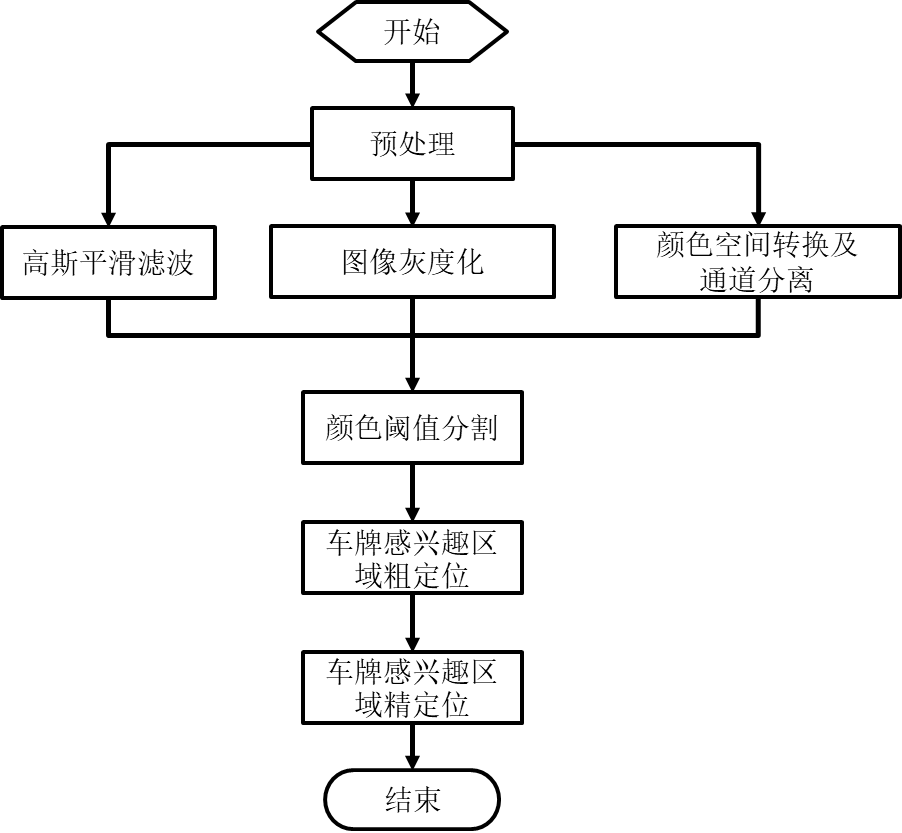 开始
预处理
高斯平滑滤波
图像灰度化
颜色空间转换及
通道分离
颜色阈值分割
车牌感兴趣区
域粗定位
车牌感兴趣区
域精定位
结束